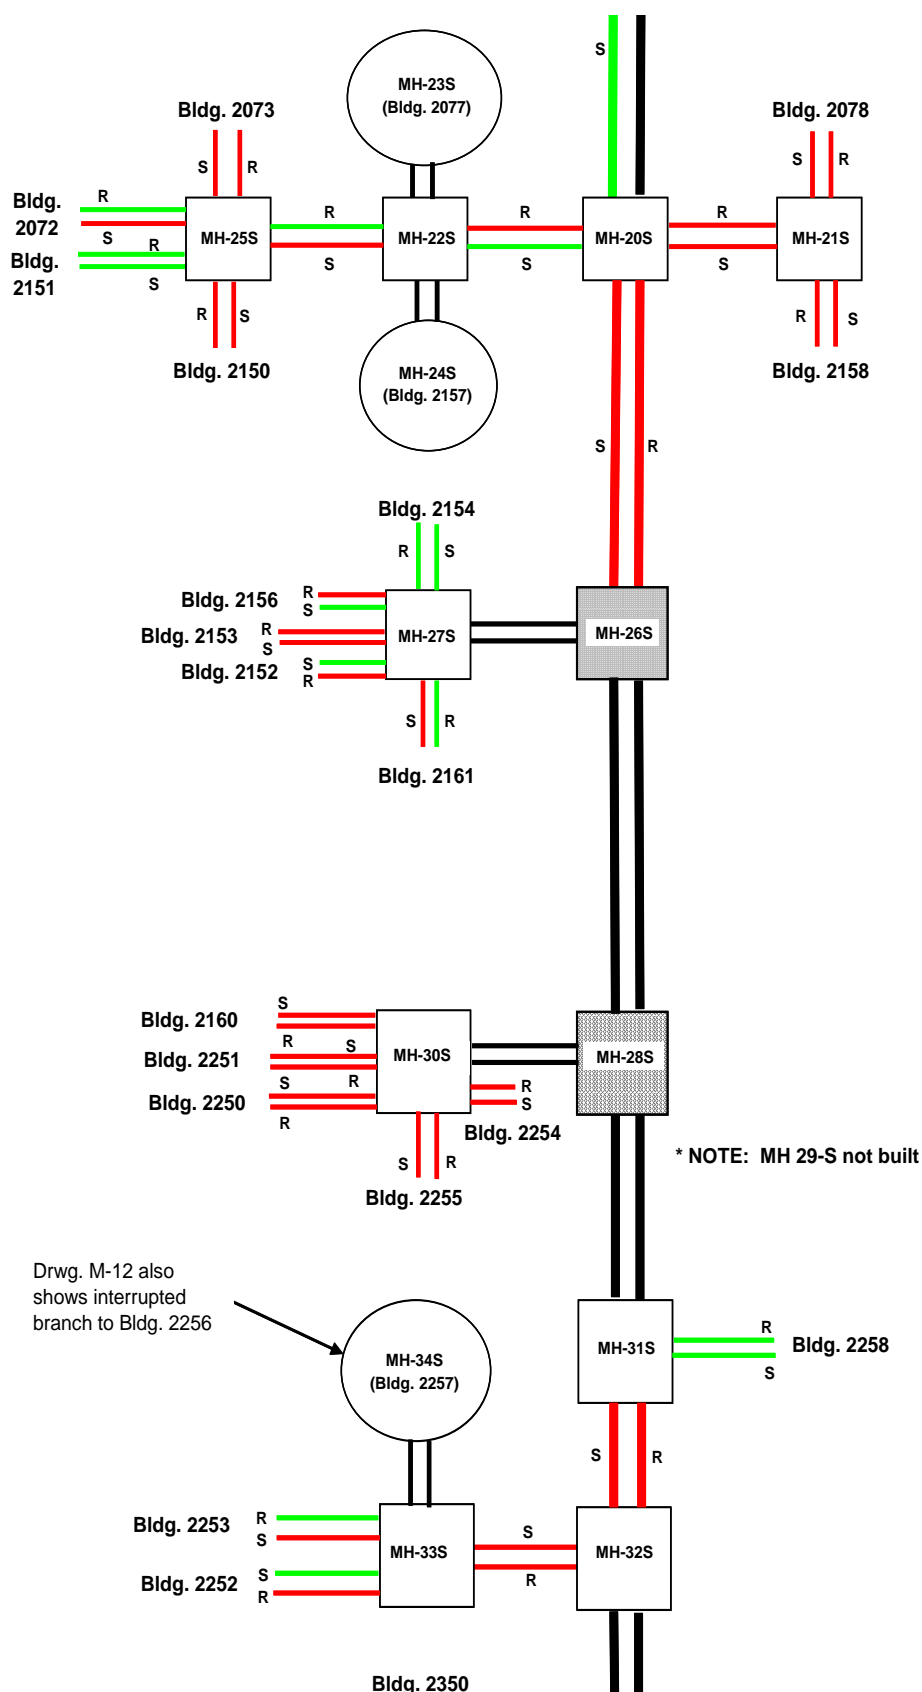 S
MH-23S
(Bldg. 2077)
Bldg. 2073
Bldg. 2078
S
R
S
R
Bldg.
2072
R
S
R
MH-25S
R
S
MH-22S
R
S
MH-20S
R
S
MH-21S
Bldg.
2151
S
R
S
R
S
Bldg. 2150
MH-24S
(Bldg. 2157)
Bldg. 2158
S
R
Bldg. 2154
R
S
Bldg. 2156
R
S
Bldg. 2153
R
S
MH-27S
MH-26S
Bldg. 2152
S
R
S
R
Bldg. 2161
S
Bldg. 2160
R
S
Bldg. 2251
R
MH-30S
MH-28S
S
Bldg. 2250
R
R
S
Bldg. 2254
S
R
* NOTE: MH 29-S not built
Bldg. 2255
Drwg. M-12 also
shows interrupted
branch to Bldg. 2256
MH-34S
(Bldg. 2257)
MH-31S
R
Bldg. 2258
S
S
R
Bldg. 2253
R
S
MH-33S
S
R
MH-32S
Bldg. 2252
S
R
Bldg. 2350